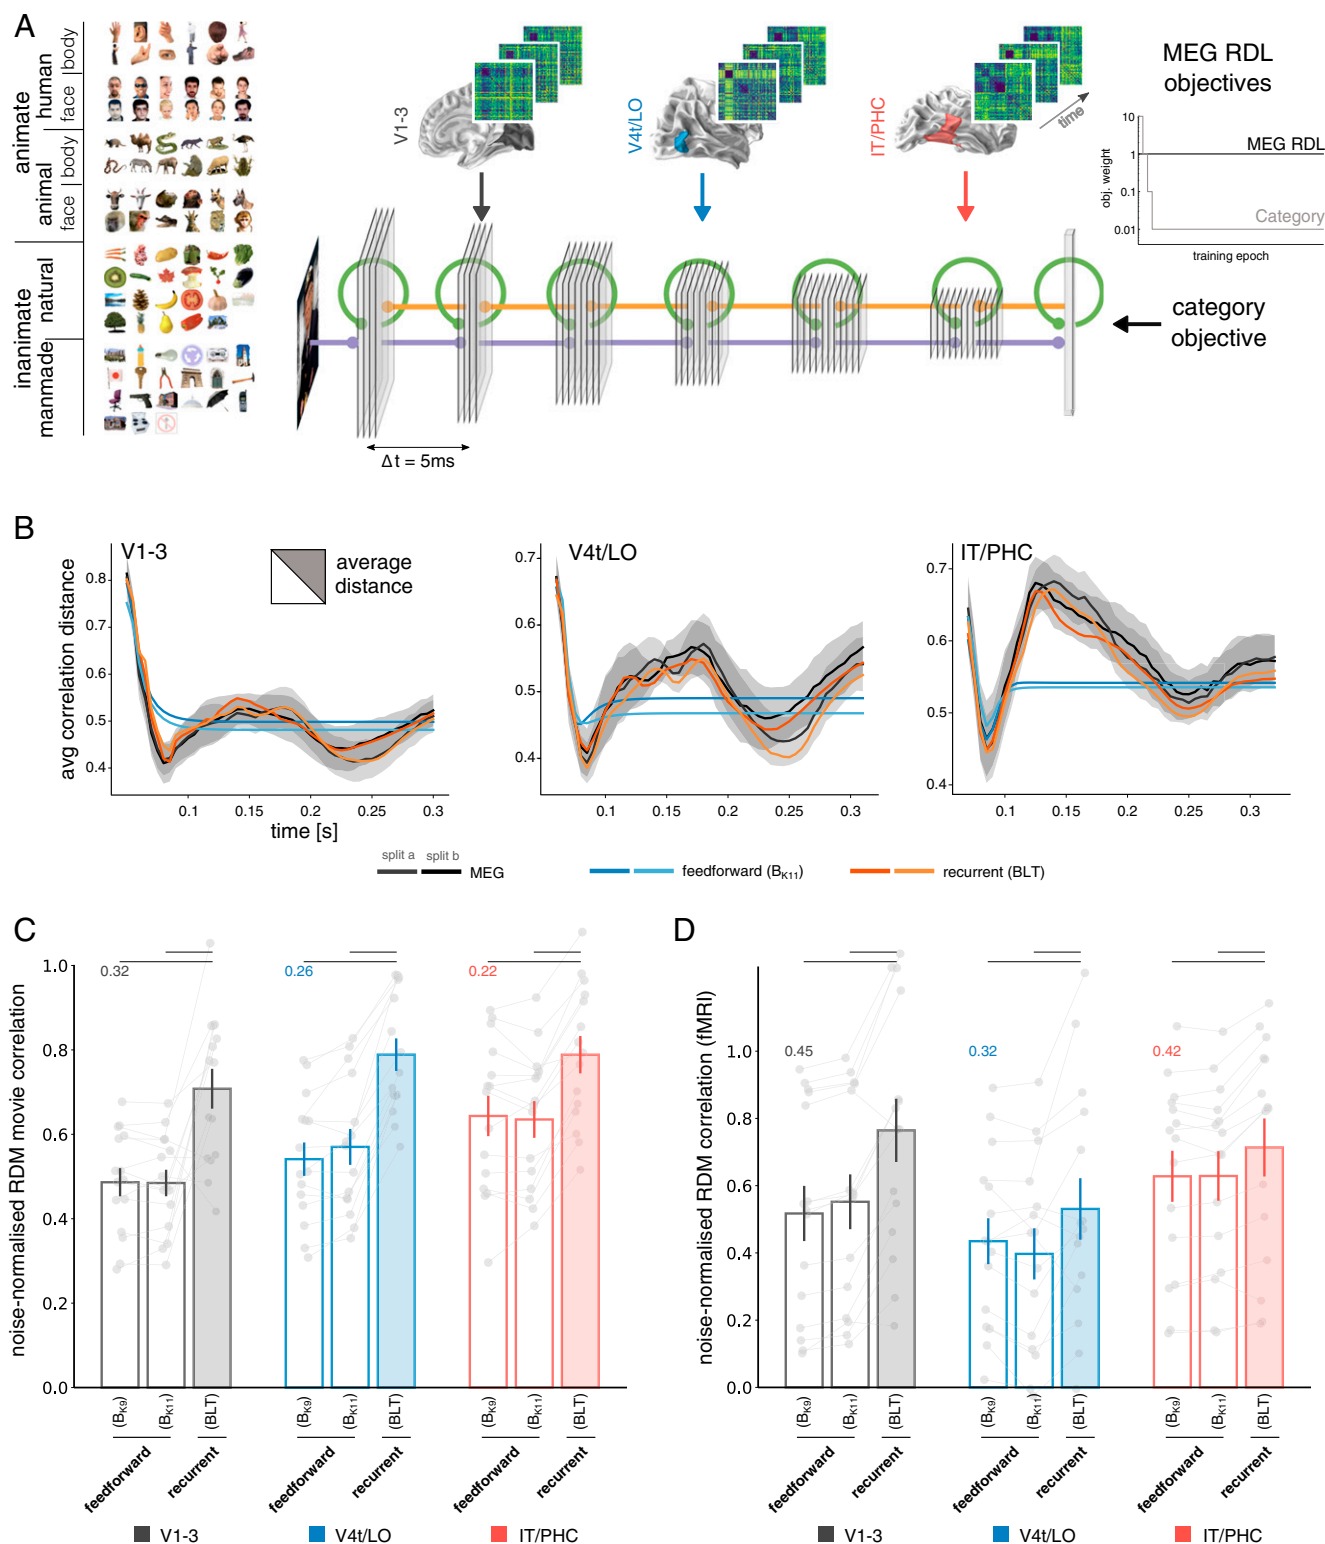 A
animate
inanimate
human
animal
natural
manmade
body
face
body
face
V1-3
V4t/LO
IT/PHC
time
MEG RDL
objectives
10
1
0.1
0.01
obj. weight
MEG RDL
Category
training epoch
category
objective
Δt = 5ms
B
V1-3
average
distance
avg correlation distance
0.8
0.7
0.6
0.5
0.4
0.1
0.15
0.2
0.25
0.3
time [s]
V4t/LO
0.7
0.6
0.5
0.4
0.1
0.15
0.2
0.25
0.3
IT/PHC
0.7
0.6
0.5
0.4
0.1
0.15
0.2
0.25
0.3
split a split b
MEG
feedforward (BK11)
recurrent (BLT)
C
noise-normalised RDM movie correlation
1.0
0.8
0.6
0.4
0.2
0.0
0.32
0.26
0.22
(BK9)
(BK11)
(BLT)
(BK9)
(BK11)
(BLT)
(BK9)
(BK11)
(BLT)
feedforward
recurrent
feedforward
recurrent
feedforward
recurrent
V1-3
V4t/LO
IT/PHC
D
noise-normalised RDM correlation (fMRI)
1.0
0.8
0.6
0.4
0.2
0.0
0.45
0.32
0.42
(BK9)
(BK11)
(BLT)
(BK9)
(BK11)
(BLT)
(BK9)
(BK11)
(BLT)
feedforward
recurrent
feedforward
recurrent
feedforward
recurrent
V1-3
V4t/LO
IT/PHC